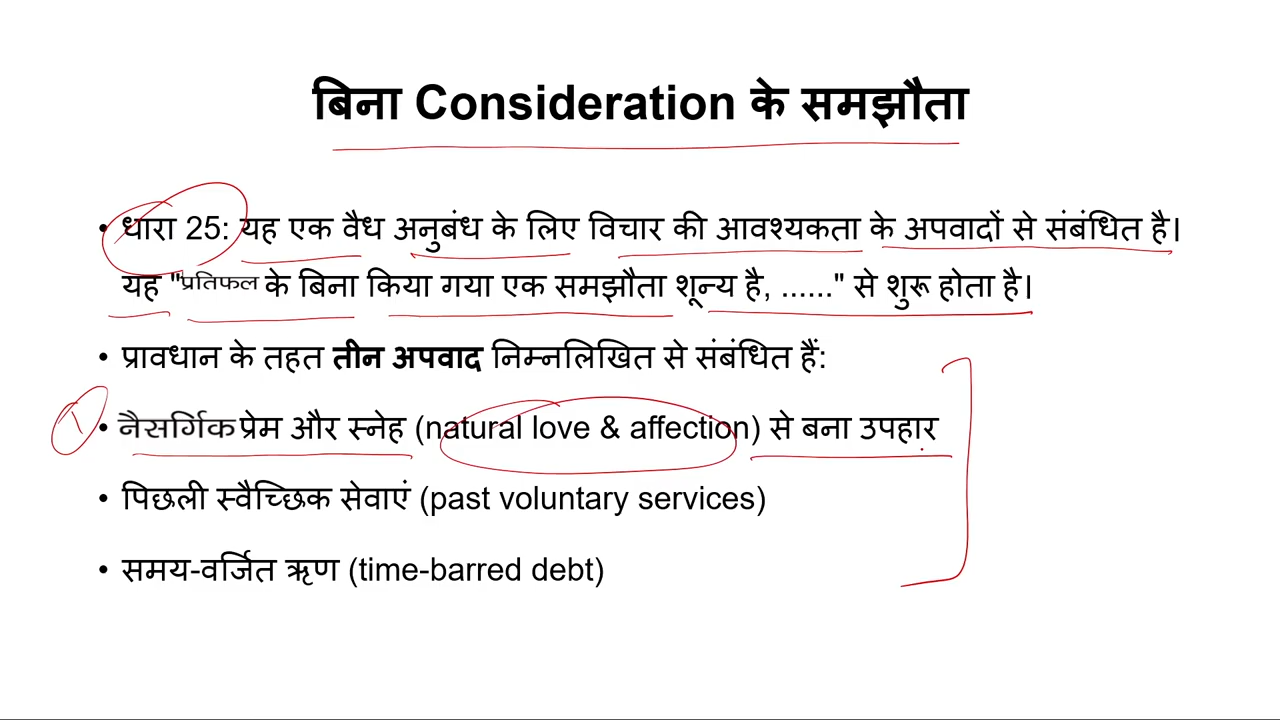 बिना Consideration के समझौता
• धारा 25: यह एक वैध अनुबंध के लिए विचार की आवश्यकता के अपवादों से संबंधित है।
यह "प्रतिफल के बिना किया गया एक समझौता शून्य है, ......" से शुरू होता है।
• प्रावधान के तहत तीन अपवाद निम्नलिखित से संबंधित हैं:
1 • नैसर्गिक प्रेम और स्नेह (natural love & affection) से बना उपहार
• पिछली स्वैच्छिक सेवाएं (past voluntary services)
• समय-वर्जित ऋण (time-barred debt)